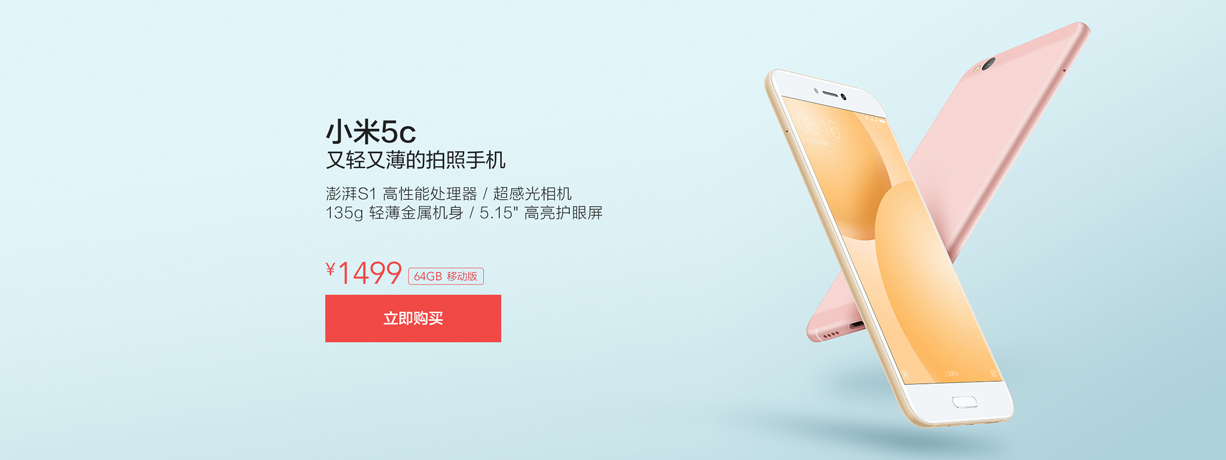 小米5c
又轻又薄的拍照手机
澎湃S1 高性能处理器 / 超感光相机
135g 轻薄金属机身 / 5.15" 高亮护眼屏
¥1499 64GB 移动版
立即购买
08:16